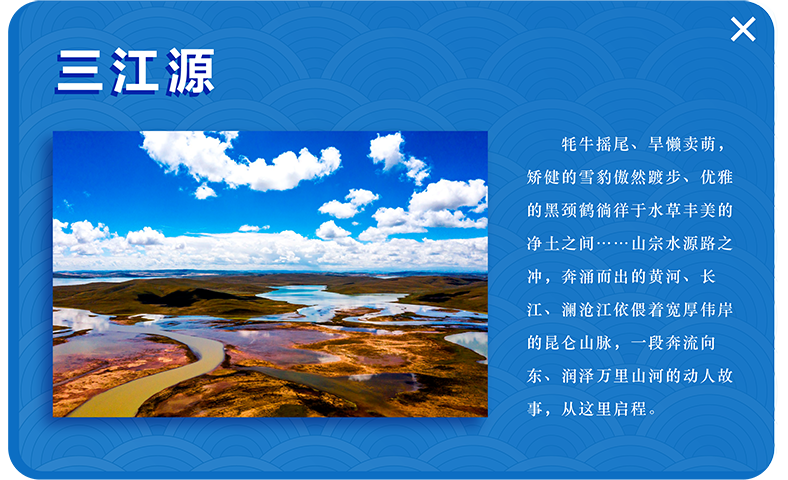 三江源
牦牛摇尾、旱懒卖萌，
矫健的雪豹傲然踱步、优雅
的黑颈鹤徜徉于水草丰美的
净土之间……山宗水源路之
冲，奔涌而出的黄河、长
江、澜沧江依偎着宽厚伟岸
的昆仑山脉，一段奔流向
东、润泽万里山河的动人故
事，从这里启程。